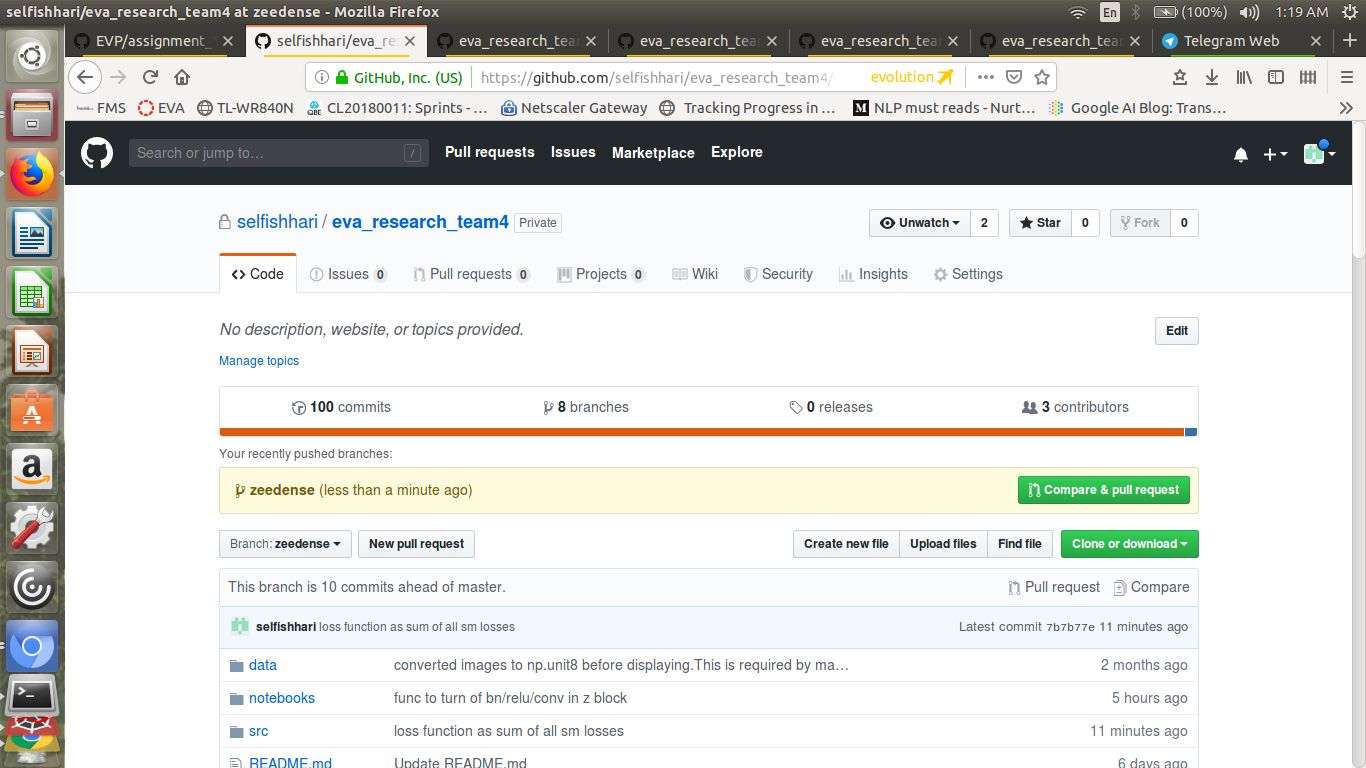 selfishhari/eva_research_team4 at zeedense - Mozilla Firefox
En (100%) 1:19 AM
EVP/assignment_ selfishhari/eva_res eva_research_tea eva_research_tea eva_research_tea eva_research_tea Telegram Web
GitHub, Inc. (US) https://github.com/selfishhari/eva_research_team4/ evolution
FMS EVA TL-WR840N CL20180011: Sprints - … Netscaler Gateway Tracking Progress in … NLP must reads - Nurt… Google AI Blog: Trans…
Search or jump to… / Pull requests Issues Marketplace Explore
selfishhari / eva_research_team4 Private Unwatch 2 Star 0 Fork 0
Code Issues 0 Pull requests 0 Projects 0 Wiki Security Insights Settings
No description, website, or topics provided. Edit
Manage topics
100 commits 8 branches 0 releases 3 contributors
Your recently pushed branches:
zeedense (less than a minute ago) Compare & pull request
Branch: zeedense New pull request Create new file Upload files Find file Clone or download
This branch is 10 commits ahead of master. Pull request Compare
selfishhari loss function as sum of all sm losses Latest commit 7b7b77e 11 minutes ago
data converted images to np.unit8 before displaying.This is required by ma… 2 months ago
notebooks func to turn of bn/relu/conv in z block 5 hours ago
src loss function as sum of all sm losses 11 minutes ago
README.md Update README.md 6 days ago